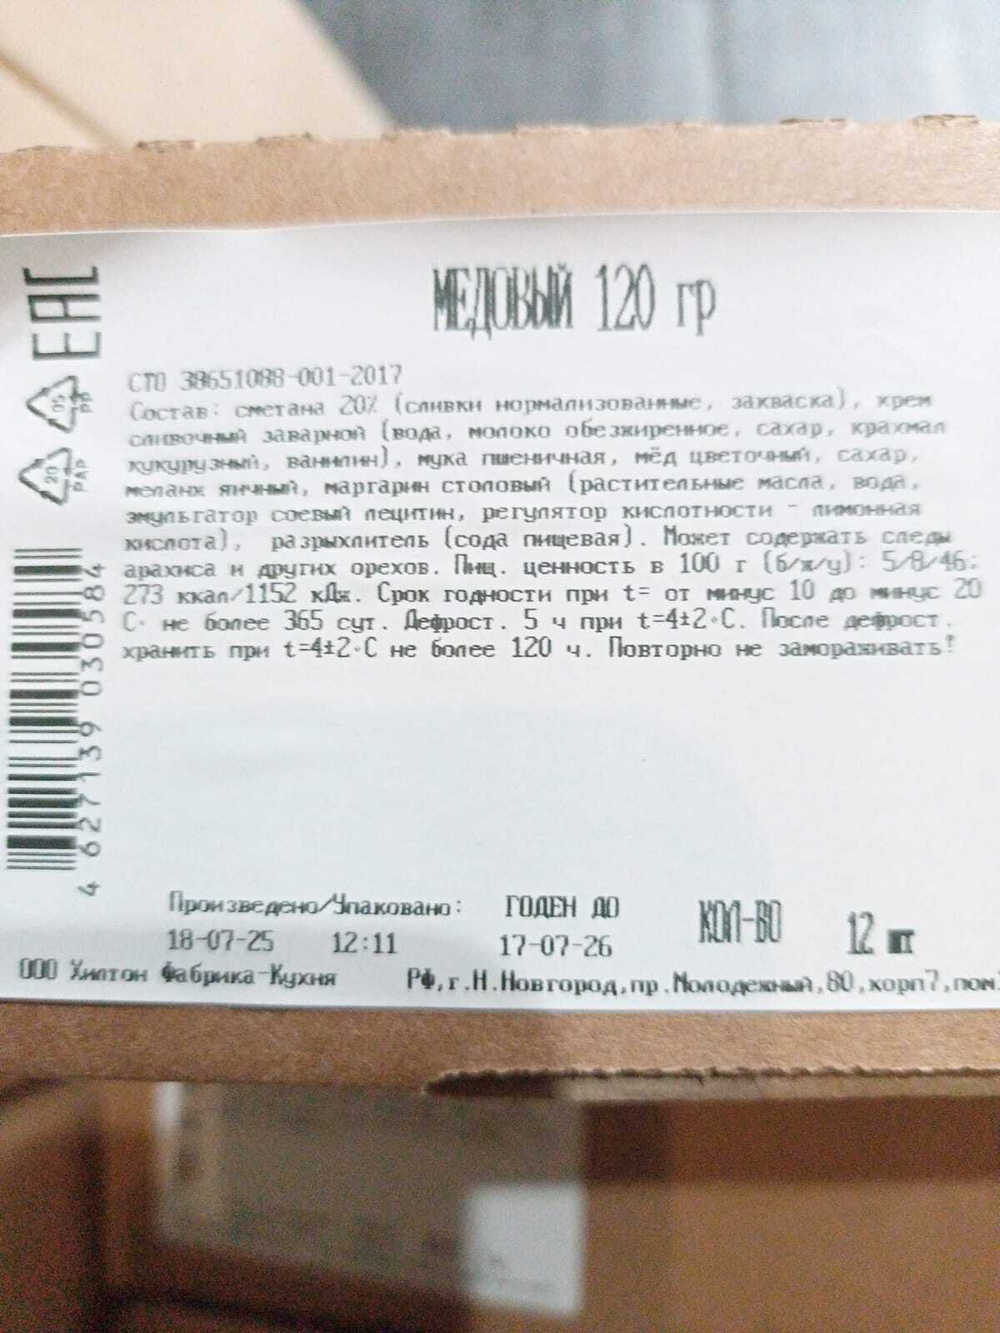 EAC
МЕДОВЫЙ 120 гр
СТО 38651088-001-2017
Состав: сметана 20% (сливки нормализованные, закваска), крем
сливочный заварной (вода, молоко обезжиренное, сахар, крахмал
кукурузный, ванилин), мука пшеничная, мёд цветочный, сахар,
меланж яичный, маргарин столовый (растительные масла, вода,
эмульгатор соевый лецитин, регулятор кислотности - лимонная
кислота), разрыхлитель (сода пищевая). Может содержать следы
арахиса и других орехов. Пищ. ценность в 100 г (б/ж/у): 5/8/46;
273 ккал/1152 кДж. Срок годности при t= от минус 10 до минус 20
С° не более 365 сут. Дефрост. 5 ч при t=4±2°С. После дефрост.
хранить при t=4±2°С не более 120 ч. Повторно не замораживать!
05
PP
20
PAP
4 627139 030584
Произведено/Упаковано: ГОДЕН ДО
18-07-25 12:11 17-07-26
КОЛ-ВО 12 шт
ООО Хилтон Фабрика-Кухня РФ,г.Н.Новгород,пр.Молодежный,80,корп7,пом